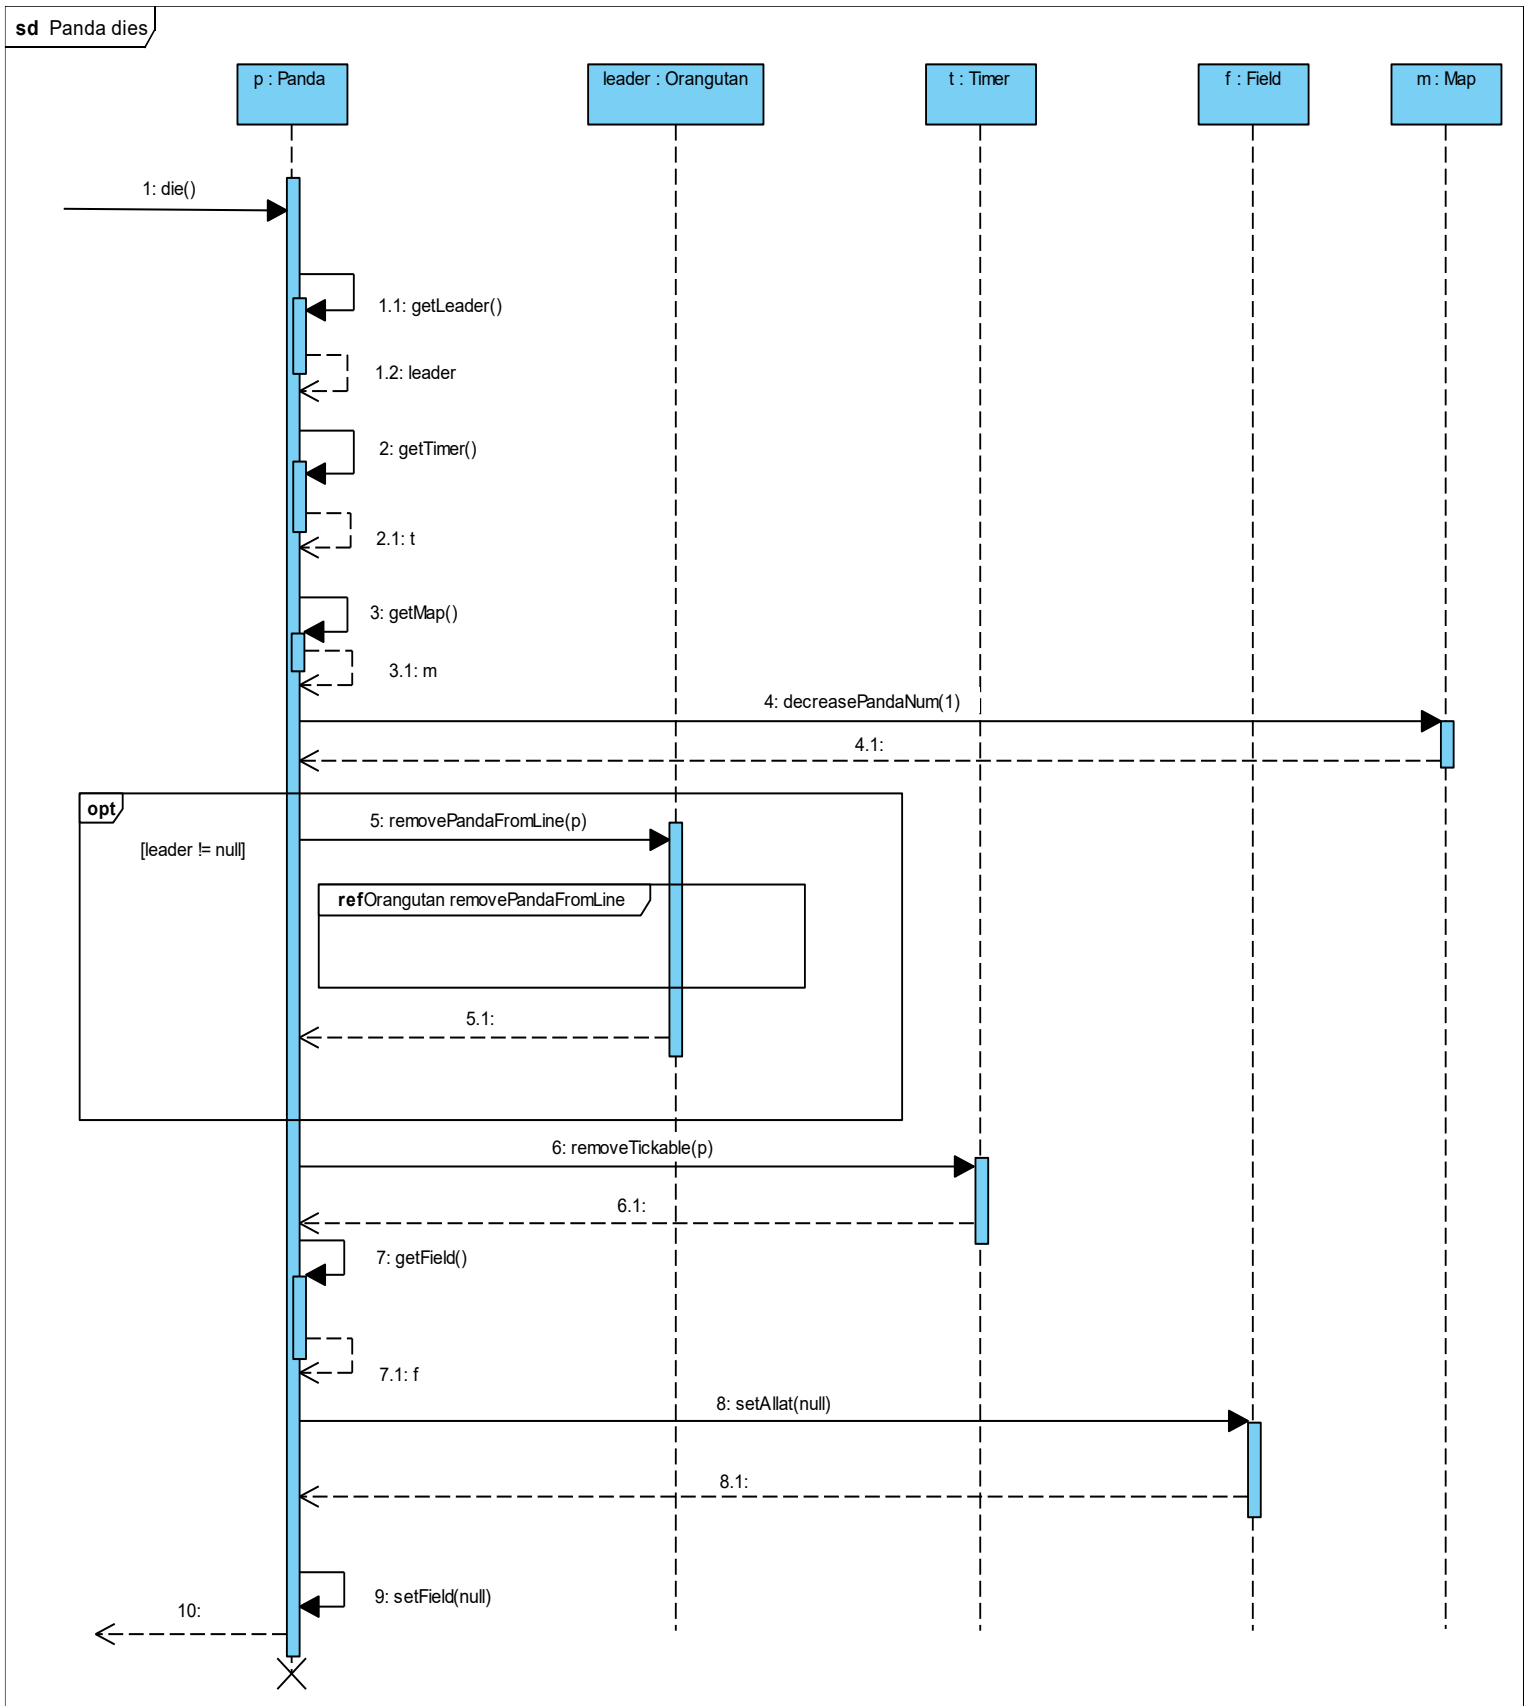 sd Panda dies
p : Panda
leader : Orangutan
t : Timer
f : Field
m : Map
1: die()
1.1: getLeader()
1.2: leader
2: getTimer()
2.1: t
3: getMap()
3.1: m
4: decreasePandaNum(1)
4.1:
opt
5: removePandaFromLine(p)
[leader != null]
refOrangutan removePandaFromLine
5.1:
6: removeTickable(p)
6.1:
7: getField()
7.1: f
8: setAllat(null)
8.1:
9: setField(null)
10: